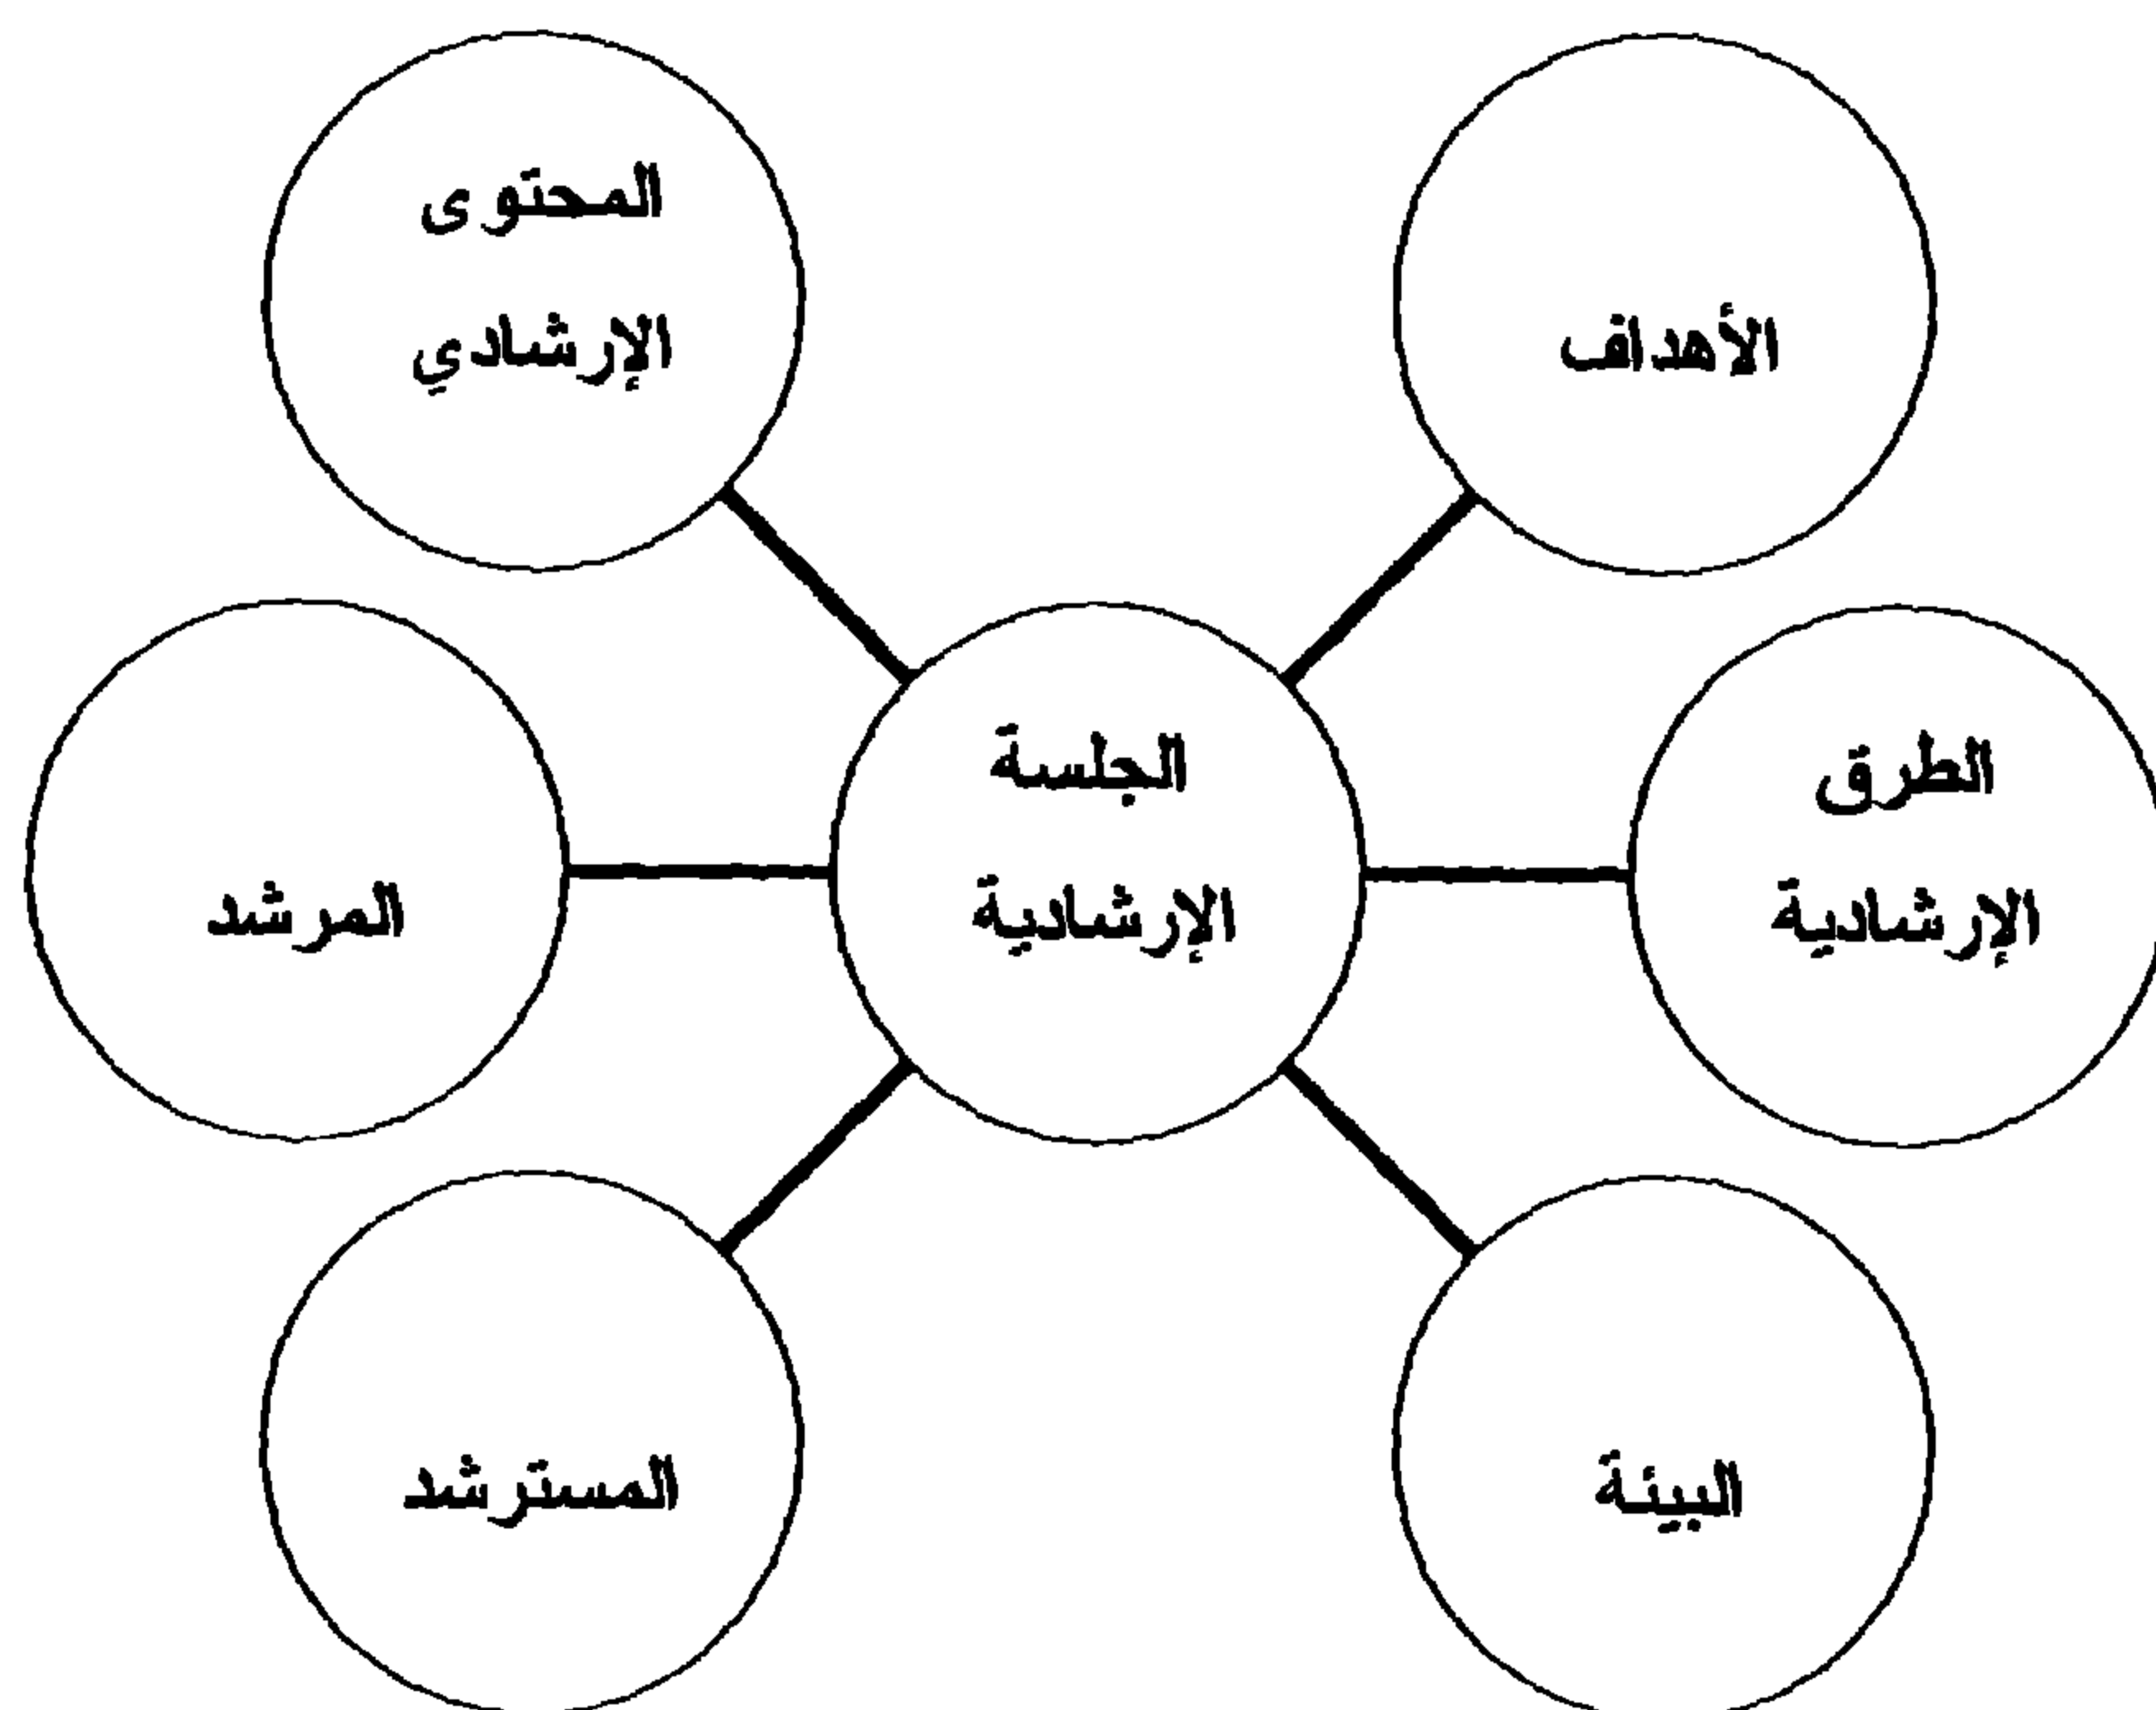 الأهداف
المحتوى
الإرشادي
الطرق
الإرشادية
الجلسة
الإرشادية
المرشد
البيئة
المسترشد